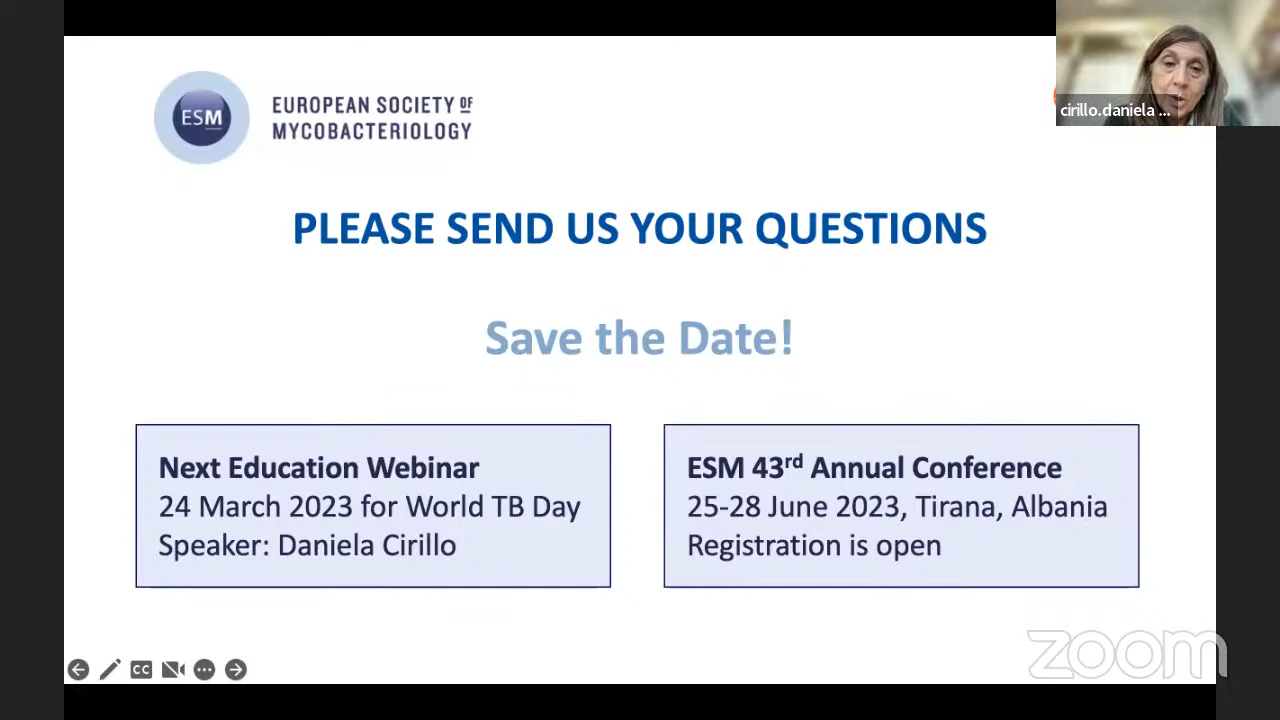 cirillo.daniela ...
ESM
EUROPEAN SOCIETY OF
MYCOBACTERIOLOGY
PLEASE SEND US YOUR QUESTIONS
Save the Date!
Next Education Webinar
24 March 2023 for World TB Day
Speaker: Daniela Cirillo
ESM 43rd Annual Conference
25-28 June 2023, Tirana, Albania
Registration is open
CC
zoom